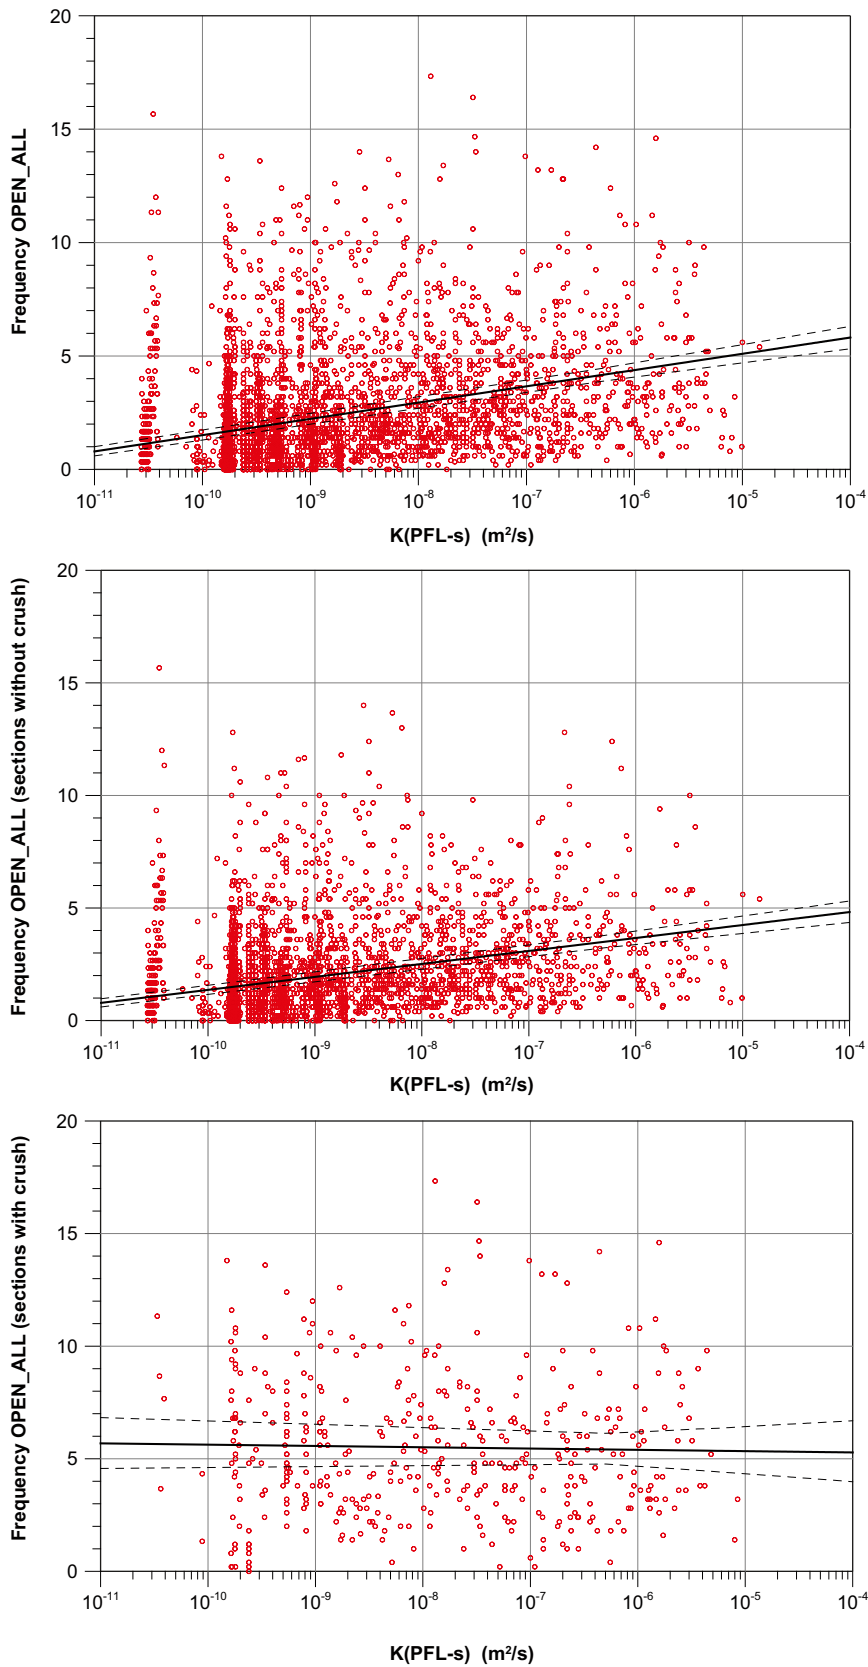 20
15
10
5
0
Frequency OPEN_ALL
10⁻¹¹ 10⁻¹⁰ 10⁻⁹ 10⁻⁸ 10⁻⁷ 10⁻⁶ 10⁻⁵ 10⁻⁴
K(PFL-s) (m²/s)
20
15
10
5
0
Frequency OPEN_ALL (sections without crush)
10⁻¹¹ 10⁻¹⁰ 10⁻⁹ 10⁻⁸ 10⁻⁷ 10⁻⁶ 10⁻⁵ 10⁻⁴
K(PFL-s) (m²/s)
20
15
10
5
0
Frequency OPEN_ALL (sections with crush)
10⁻¹¹ 10⁻¹⁰ 10⁻⁹ 10⁻⁸ 10⁻⁷ 10⁻⁶ 10⁻⁵ 10⁻⁴
K(PFL-s) (m²/s)